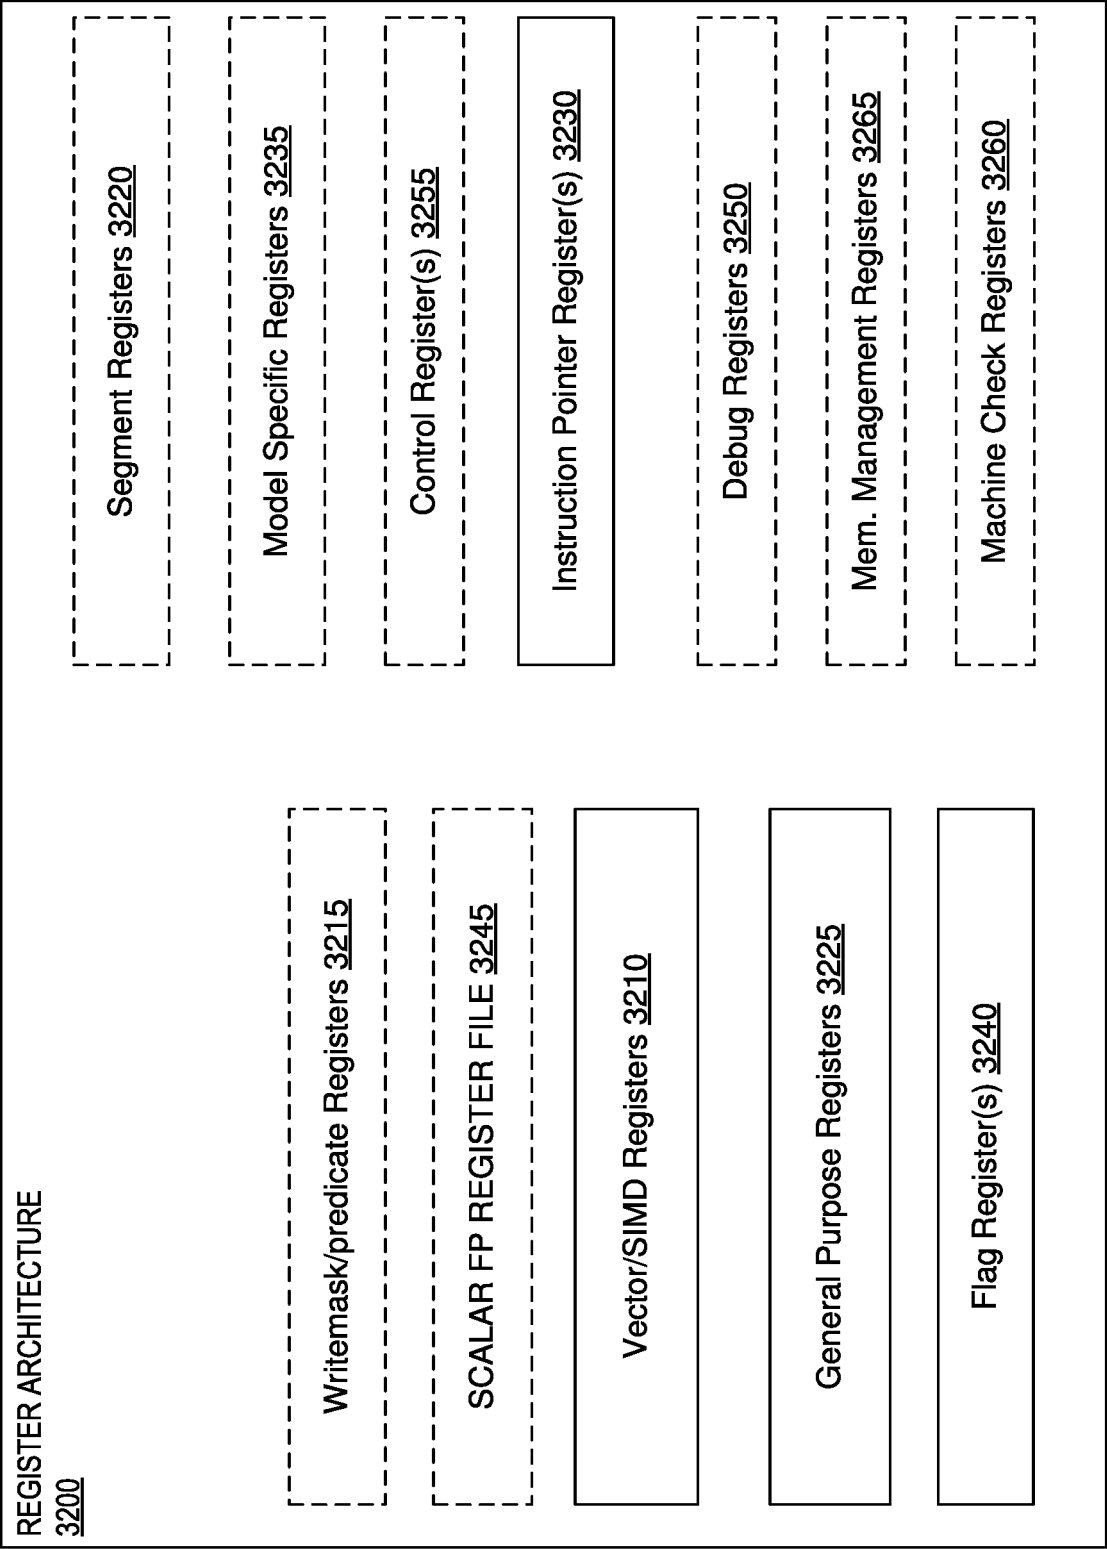 REGISTER ARCHITECTURE
3200
Writemask/predicate Registers 3215
SCALAR FP REGISTER FILE 3245
Vector/SIMD Registers 3210
General Purpose Registers 3225
Flag Register(s) 3240
Segment Registers 3220
Model Specific Registers 3235
Control Register(s) 3255
Instruction Pointer Register(s) 3230
Debug Registers 3250
Mem. Management Registers 3265
Machine Check Registers 3260